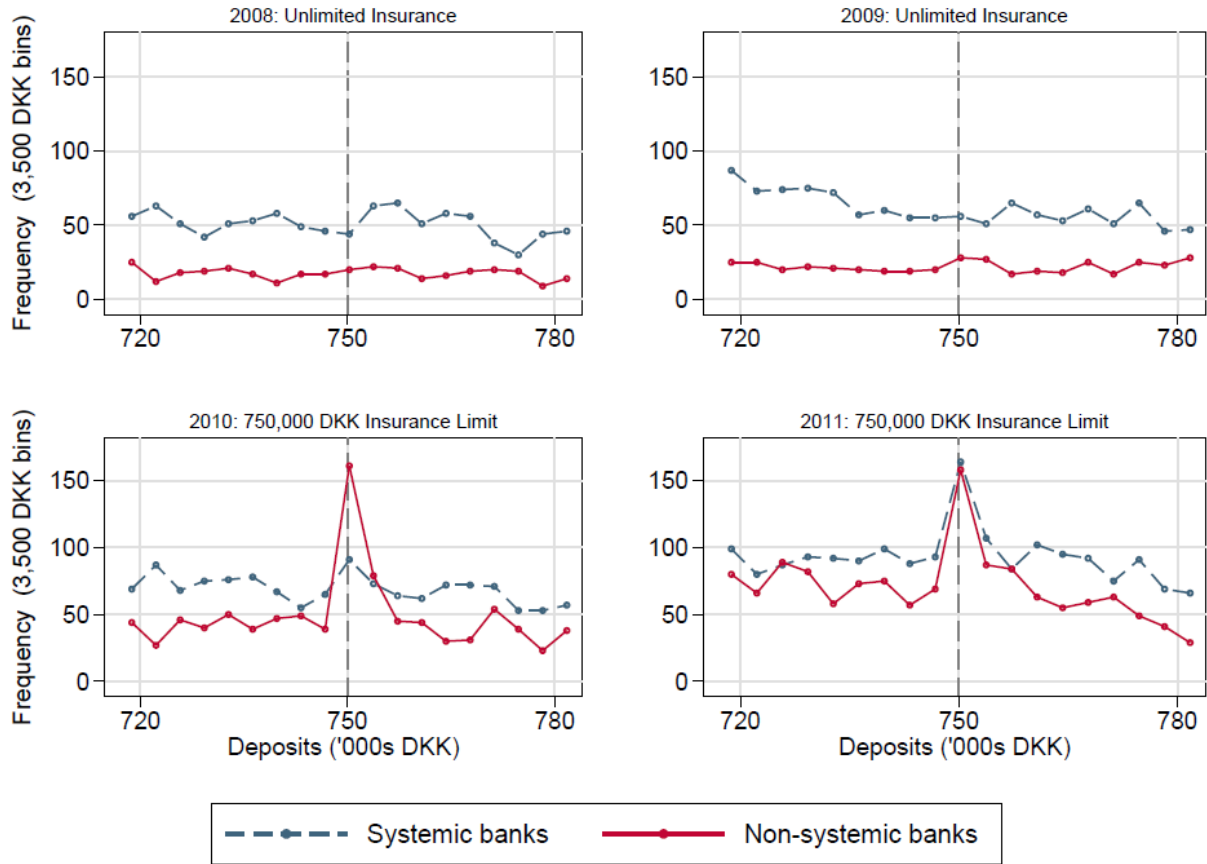 2008: Unlimited Insurance
2009: Unlimited Insurance
Frequency (3,500 DKK bins)
150
100
50
0
720
750
780
150
100
50
0
720
750
780
2010: 750,000 DKK Insurance Limit
2011: 750,000 DKK Insurance Limit
Frequency (3,500 DKK bins)
150
100
50
0
720
750
780
Deposits ('000s DKK)
150
100
50
0
720
750
780
Deposits ('000s DKK)
Systemic banks
Non-systemic banks